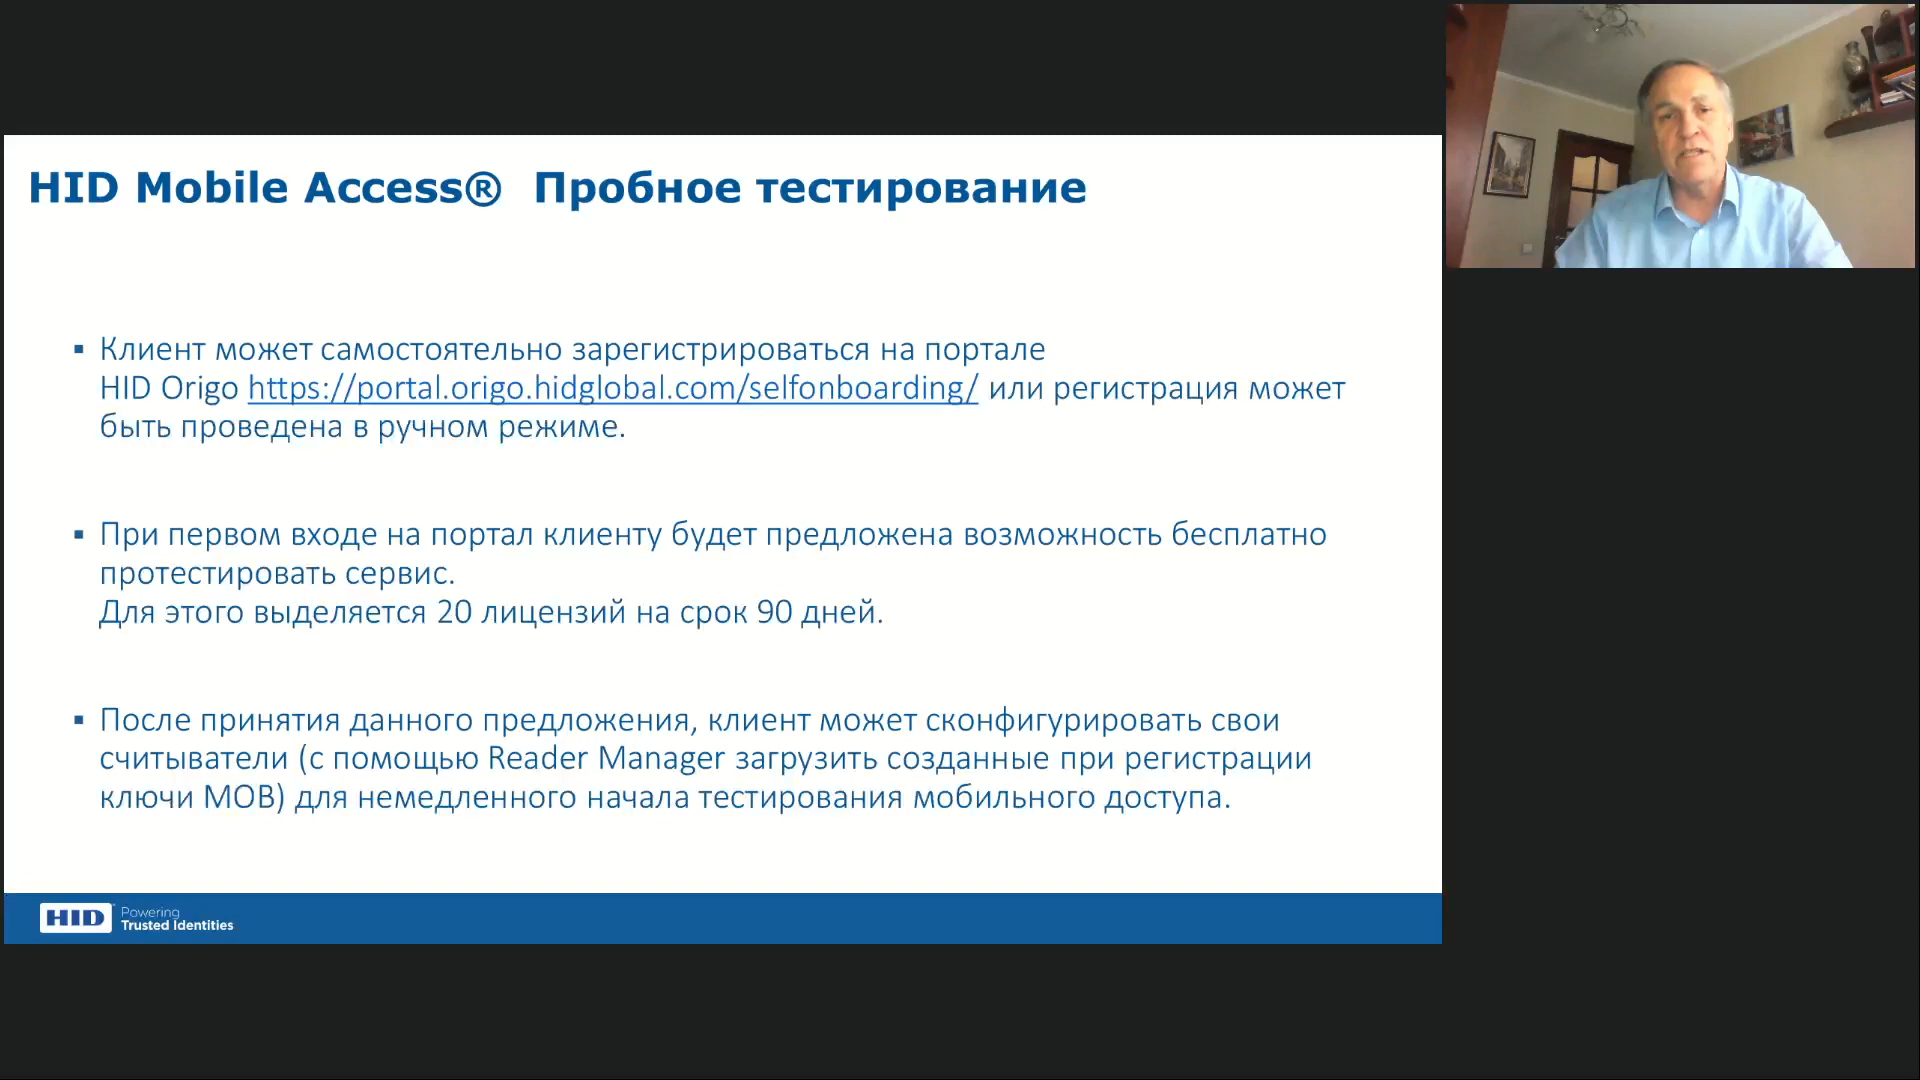 HID Mobile Access® Пробное тестирование
▪ Клиент может самостоятельно зарегистрироваться на портале
HID Origo https://portal.origo.hidglobal.com/selfonboarding/ или регистрация может
быть проведена в ручном режиме.
▪ При первом входе на портал клиенту будет предложена возможность бесплатно
протестировать сервис.
Для этого выделяется 20 лицензий на срок 90 дней.
▪ После принятия данного предложения, клиент может сконфигурировать свои
считыватели (с помощью Reader Manager загрузить созданные при регистрации
ключи MOB) для немедленного начала тестирования мобильного доступа.
HID Powering
Trusted Identities